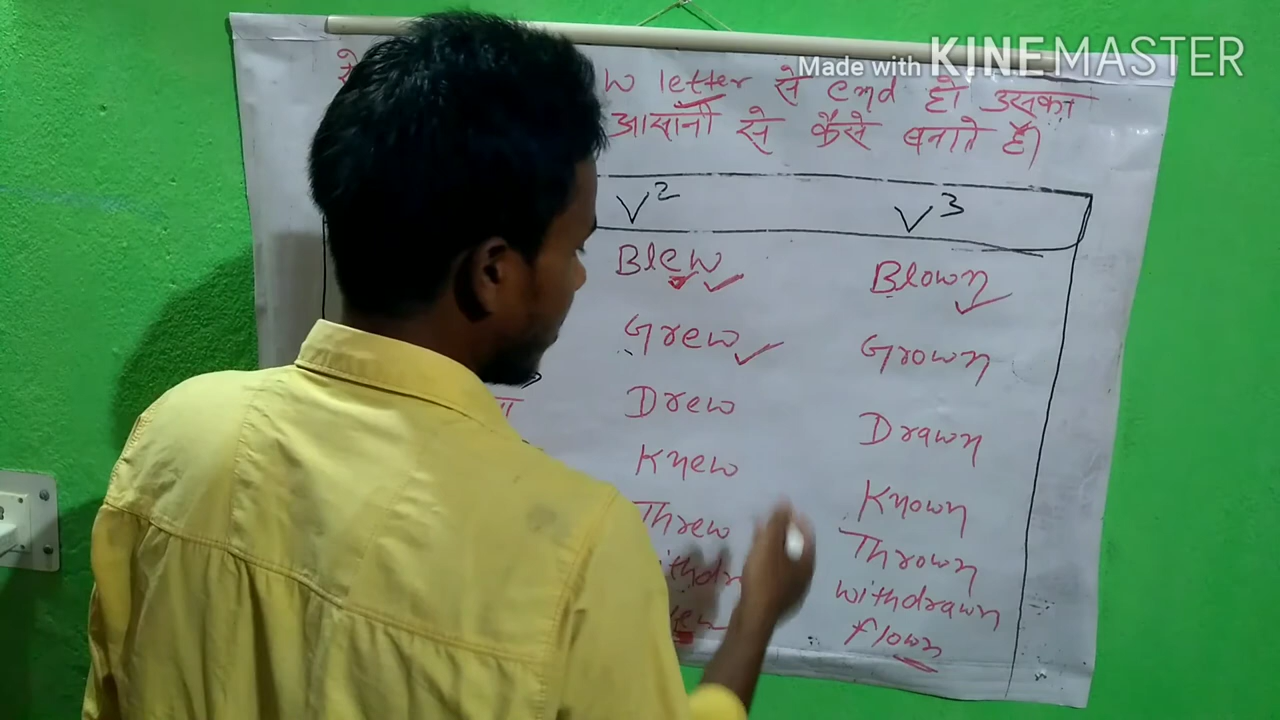 Made with KINEMASTER
W letter से end हो उसका
आसानी से कैसे बनाते हैं।
V2 V3
Blew Blown
Grew Grown
Drew Drawn
Knew Known
Threw Thrown
withdrawn
flown